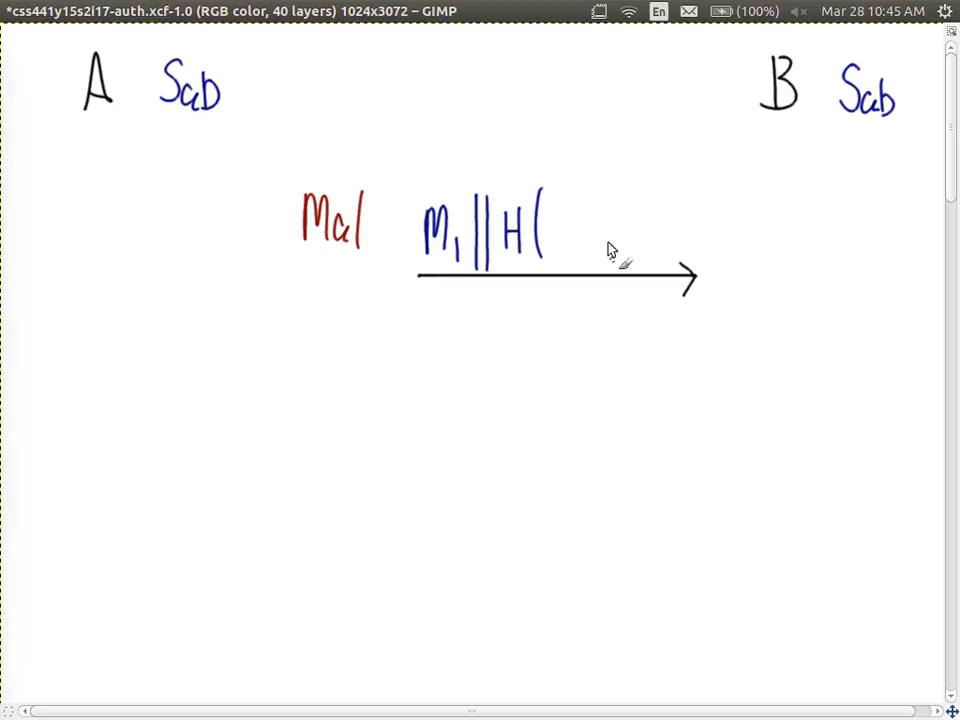 *css441y15s2i17-auth.xcf-1.0 (RGB color, 40 layers) 1024x3072 – GIMP En (100%) Mar 28 10:45 AM
A Sab B Sab
Mal M₁||H(